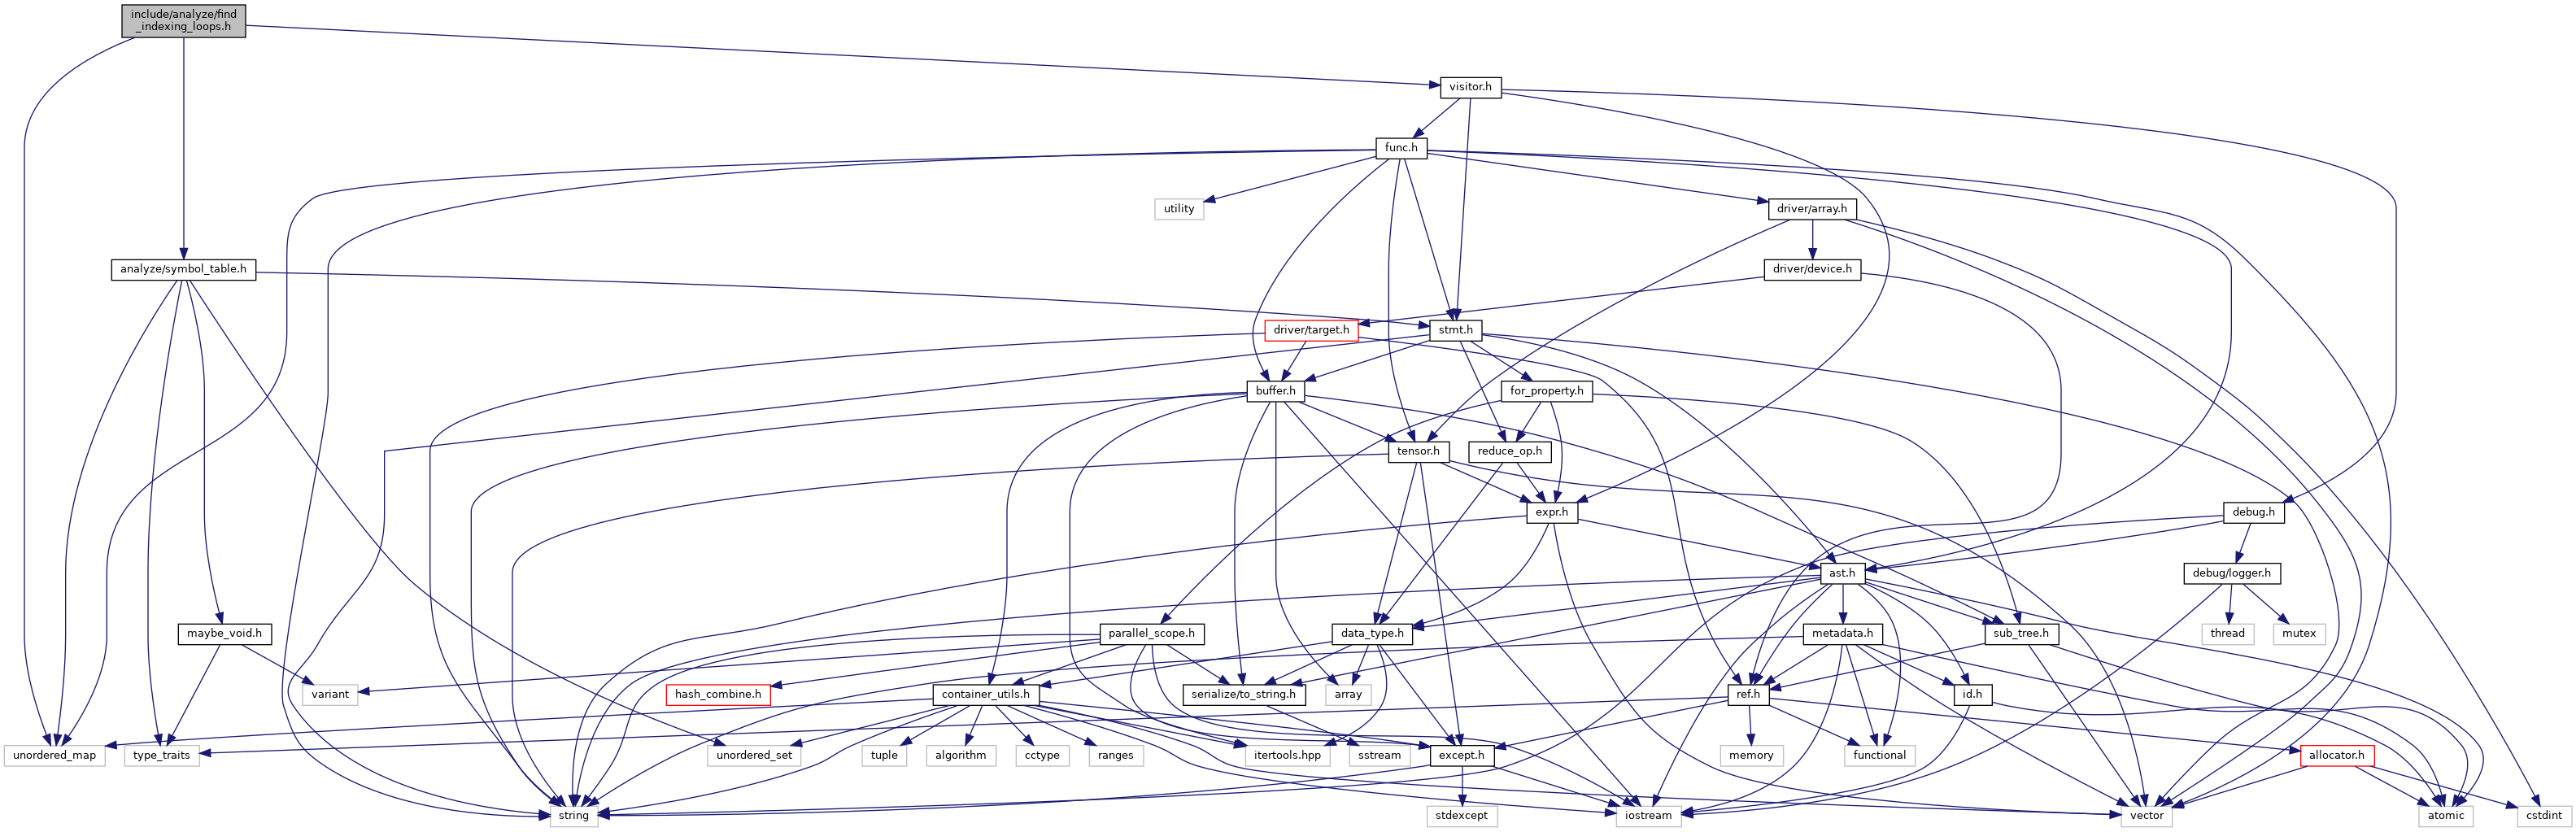 include/analyze/find
_indexing_loops.h
visitor.h
func.h
utility
driver/array.h
analyze/symbol_table.h
driver/device.h
driver/target.h
stmt.h
buffer.h
for_property.h
tensor.h
reduce_op.h
expr.h
debug.h
ast.h
debug/logger.h
maybe_void.h
parallel_scope.h
data_type.h
metadata.h
sub_tree.h
thread
mutex
variant
hash_combine.h
container_utils.h
serialize/to_string.h
array
ref.h
id.h
unordered_map
type_traits
unordered_set
tuple
algorithm
cctype
ranges
itertools.hpp
sstream
except.h
memory
functional
allocator.h
string
stdexcept
iostream
vector
atomic
cstdint